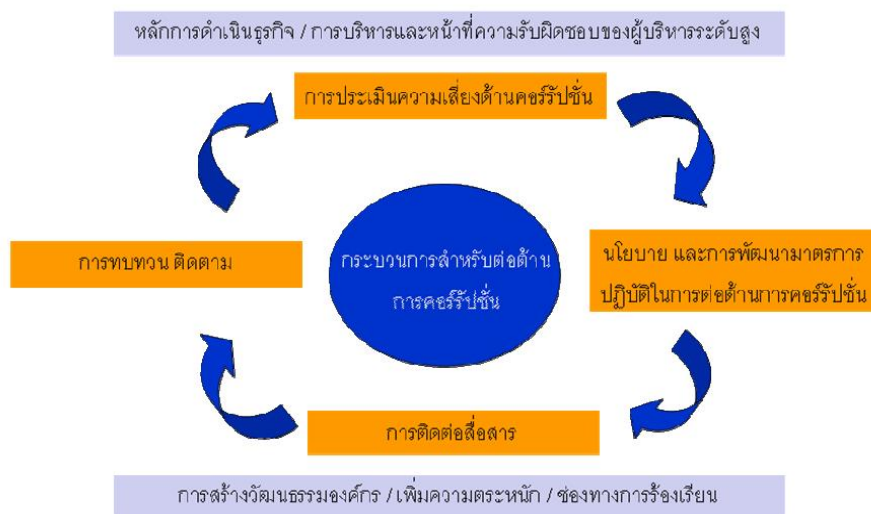 หลักการดำเนินธุรกิจ / การบริหารและหน้าที่ความรับผิดชอบของผู้บริหารระดับสูง
การประเมินความเสี่ยงด้านคอร์รัปชั่น
การทบทวน ติดตาม
กระบวนการสำหรับต่อต้าน
การคอร์รัปชั่น
นโยบาย และการพัฒนามาตรการ
ปฏิบัติในการต่อต้านการคอร์รัปชั่น
การติดต่อสื่อสาร
การสร้างวัฒนธรรมองค์กร / เพิ่มความตระหนัก / ช่องทางการร้องเรียน